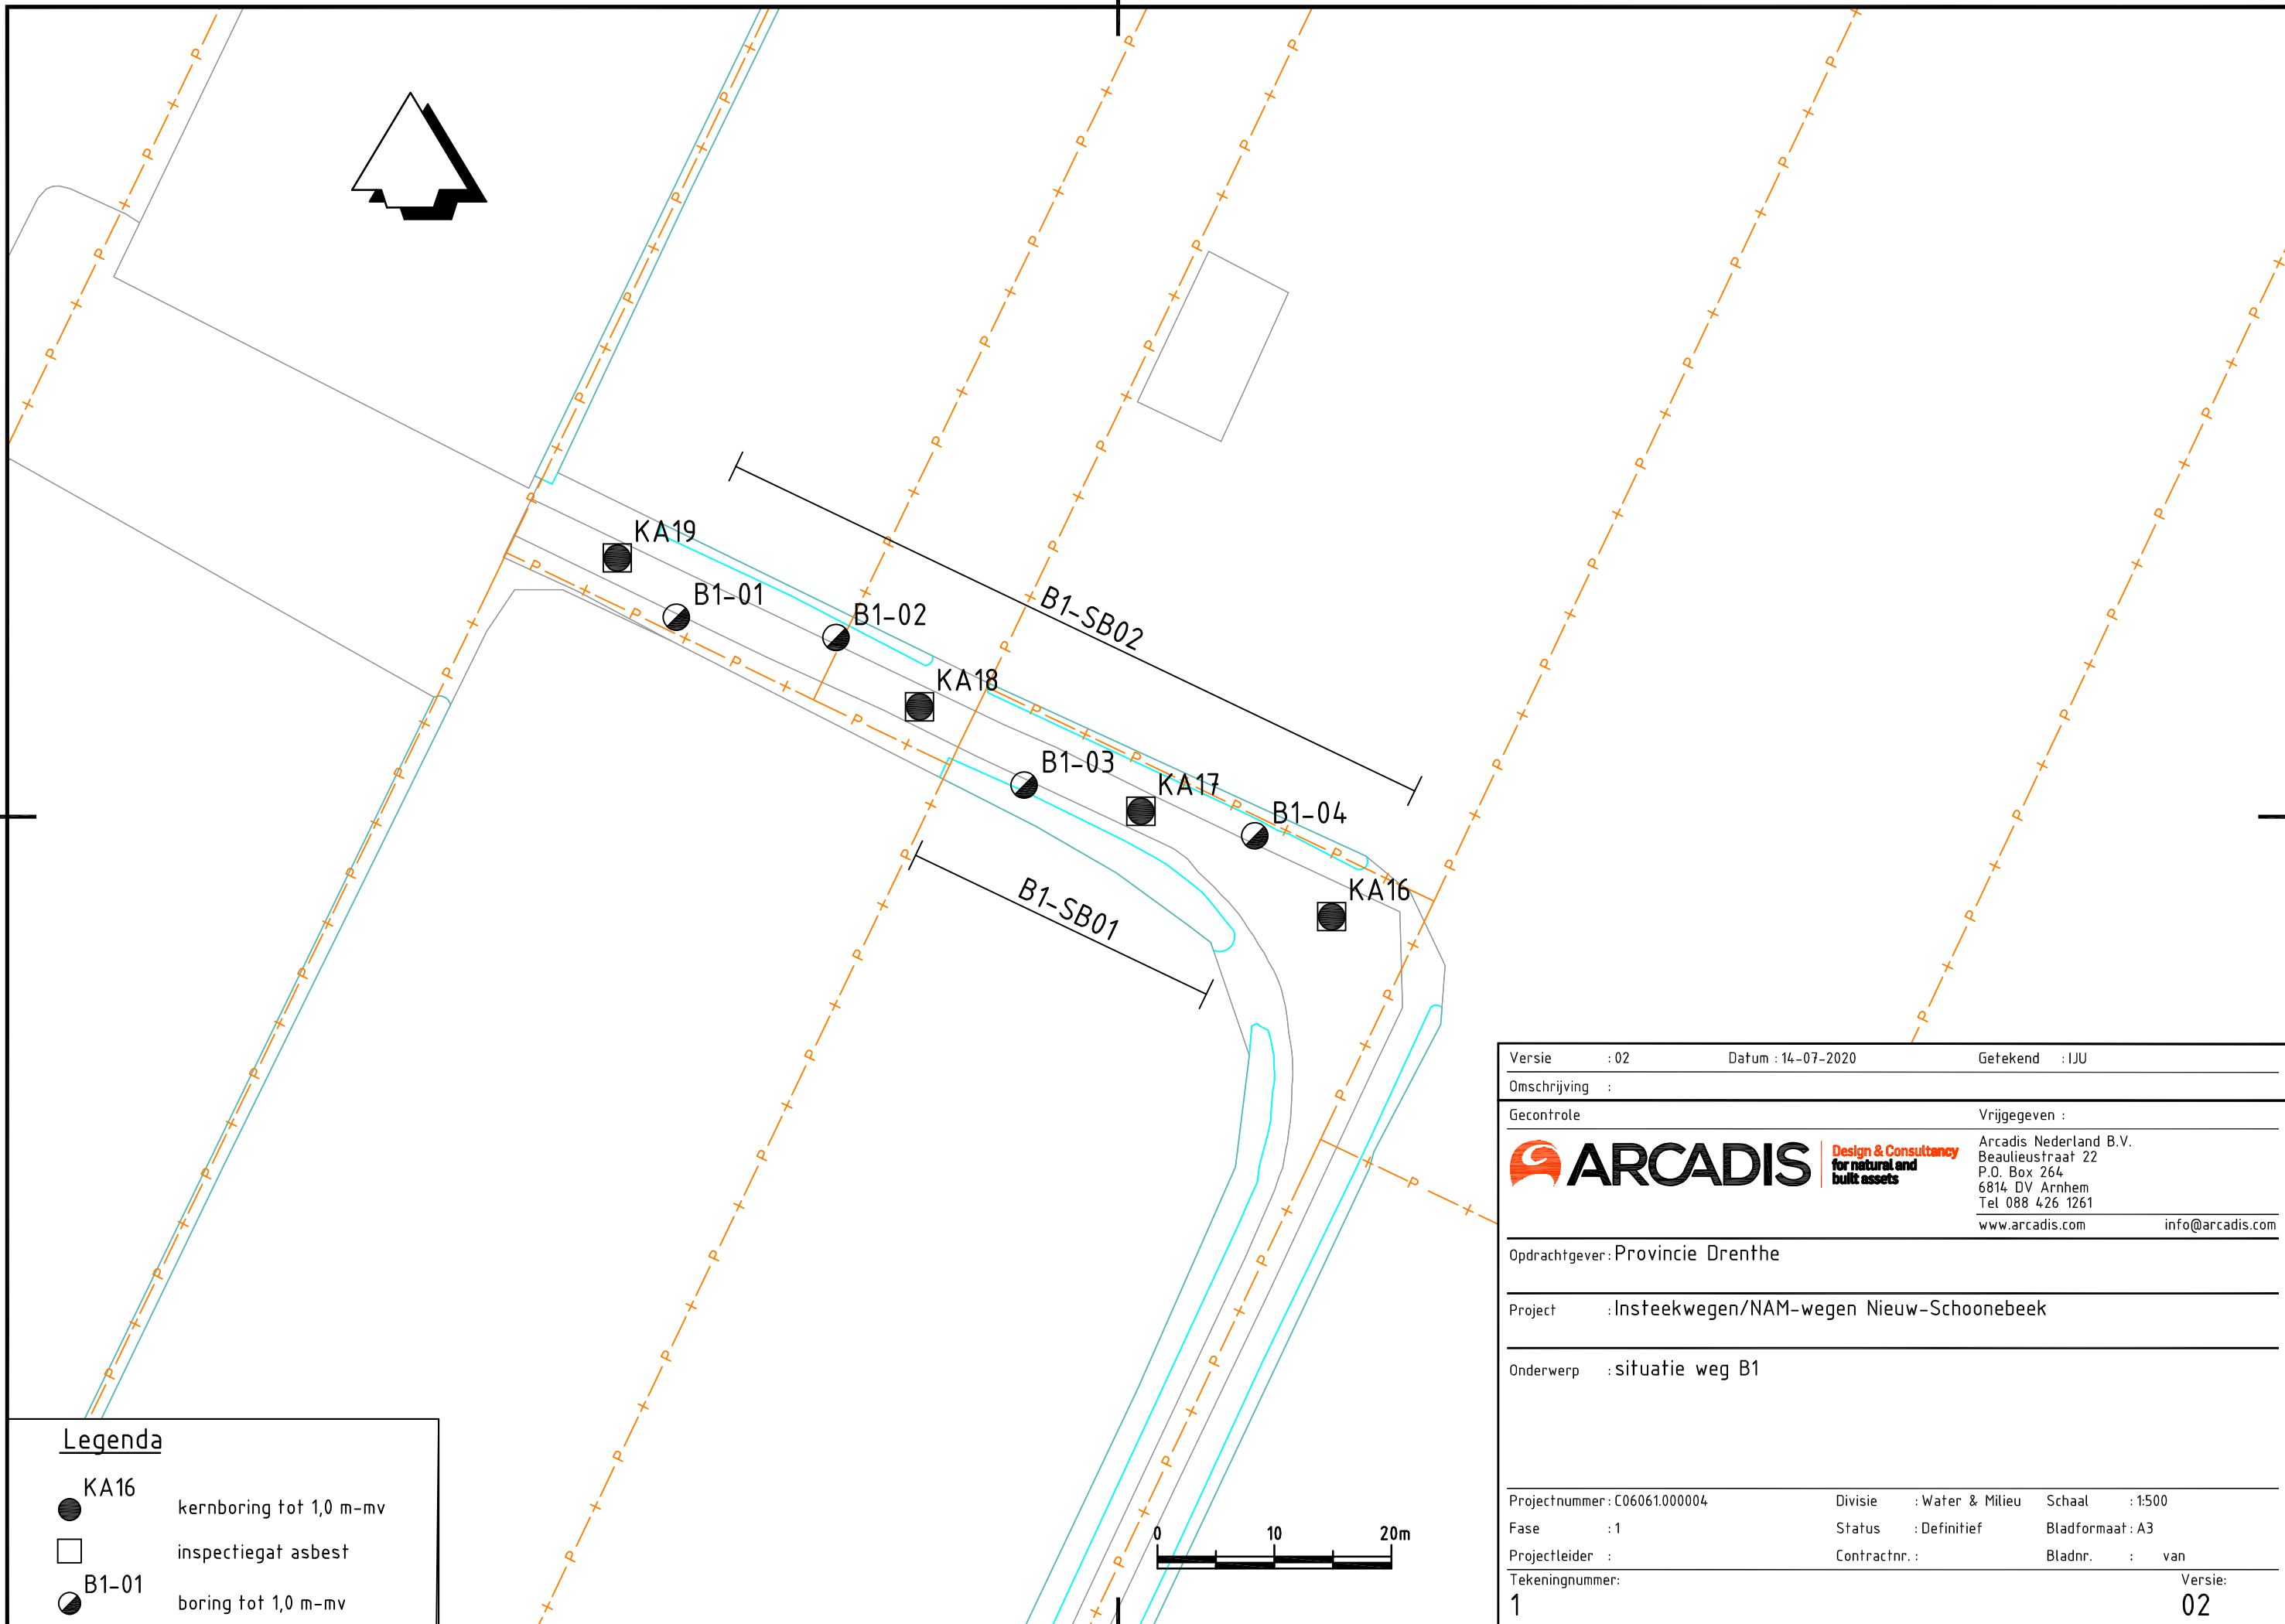 KA19
B1-01
B1-02
B1-SB02
KA18
B1-03
KA17
B1-04
KA16
B1-SB01
Versie : 02 Datum : 14-07-2020 Getekend : IJU
Omschrijving :
Gecontrole Vrijgegeven :
ARCADIS
Design & Consultancy
for natural and
built assets
Arcadis Nederland B.V.
Beaulieustraat 22
P.O. Box 264
6814 DV Arnhem
Tel 088 426 1261
www.arcadis.com info@arcadis.com
Opdrachtgever : Provincie Drenthe
Project : Insteekwegen/NAM-wegen Nieuw-Schoonebeek
Onderwerp : situatie weg B1
Projectnummer : C06061.000004 Divisie : Water & Milieu Schaal : 1:500
Fase : 1 Status : Definitief Bladformaat : A3
Projectleider : Contractnr. : Bladnr. : van
Tekeningnummer: Versie:
1 02
Legenda
KA16
kernboring tot 1,0 m-mv
inspectiegat asbest
B1-01
boring tot 1,0 m-mv
0 10 20m